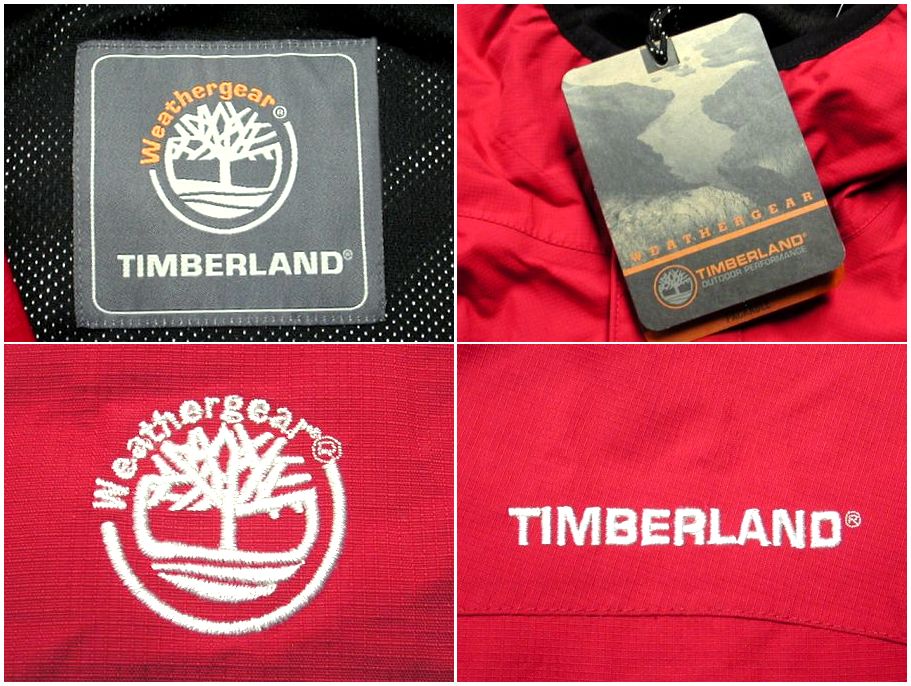 Weathergear®
TIMBERLAND®
WEATHERGEAR
TIMBERLAND®
OUTDOOR PERFORMANCE
Weathergear®
TIMBERLAND®